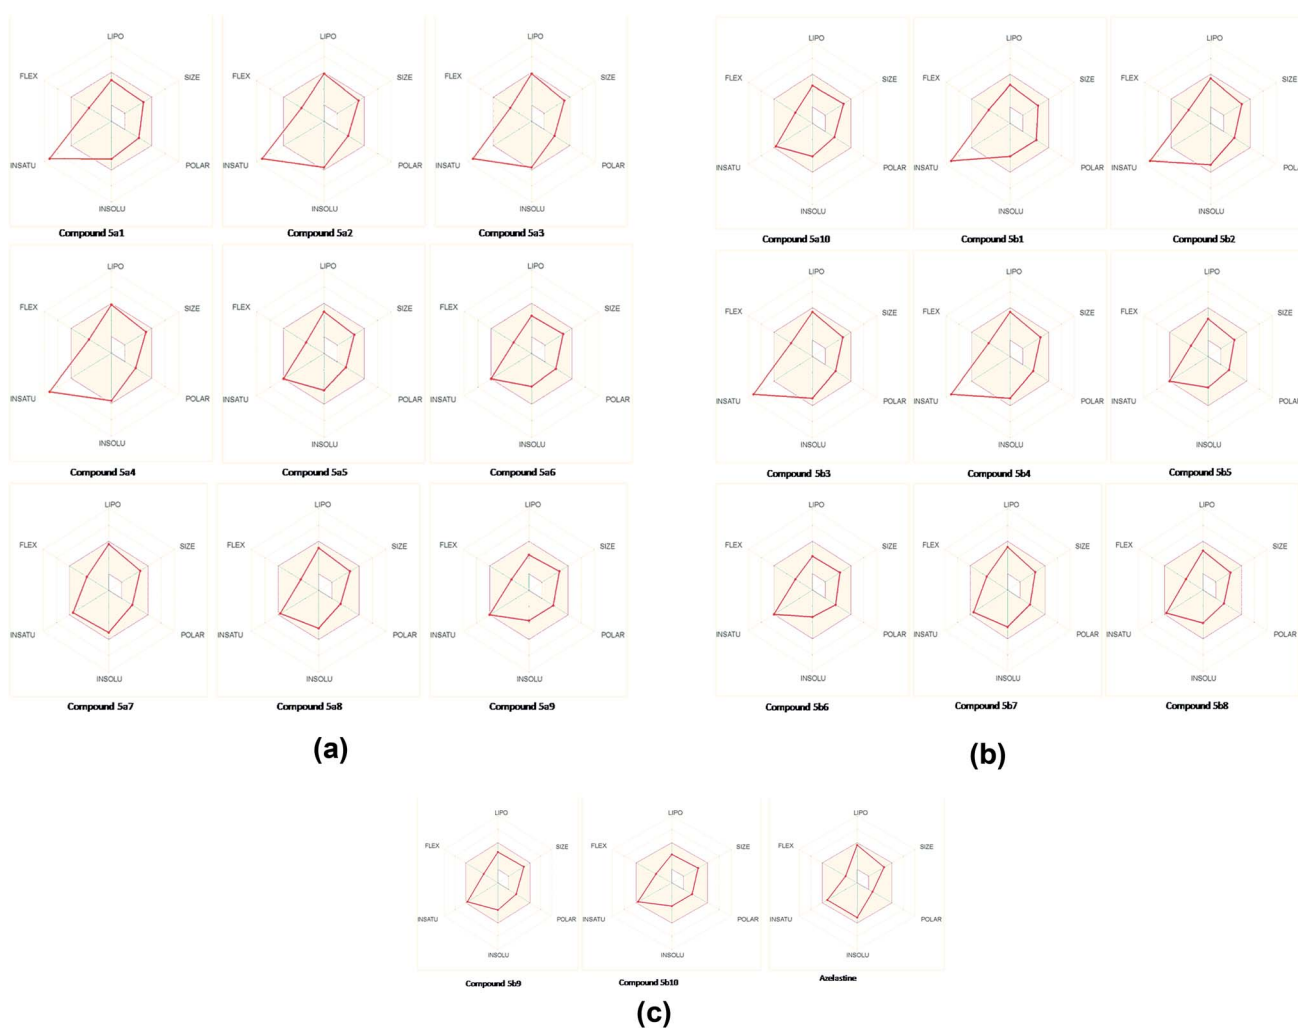 LIPO LIPO LIPO
FLEX SIZE FLEX SIZE FLEX SIZE
INSATU POLAR INSATU POLAR INSATU POLAR
INSOLU INSOLU INSOLU
Compound 5a1 Compound 5a2 Compound 5a3
LIPO LIPO LIPO
FLEX SIZE FLEX SIZE FLEX SIZE
INSATU POLAR INSATU POLAR INSATU POLAR
INSOLU INSOLU INSOLU
Compound 5a4 Compound 5a5 Compound 5a6
LIPO LIPO LIPO
FLEX SIZE FLEX SIZE FLEX SIZE
INSATU POLAR INSATU POLAR INSATU POLAR
INSOLU INSOLU INSOLU
Compound 5a7 Compound 5a8 Compound 5a9
(a)
LIPO LIPO LIPO
FLEX SIZE FLEX SIZE FLEX SIZE
INSATU POLAR INSATU POLAR INSATU POLAR
INSOLU INSOLU INSOLU
Compound 5a10 Compound 5b1 Compound 5b2
LIPO LIPO LIPO
FLEX SIZE FLEX SIZE FLEX SIZE
INSATU POLAR INSATU POLAR INSATU POLAR
INSOLU INSOLU INSOLU
Compound 5b3 Compound 5b4 Compound 5b5
LIPO LIPO LIPO
FLEX SIZE FLEX SIZE FLEX SIZE
INSATU POLAR INSATU POLAR INSATU POLAR
INSOLU INSOLU INSOLU
Compound 5b6 Compound 5b7 Compound 5b8
(b)
LIPO LIPO LIPO
FLEX SIZE FLEX SIZE FLEX SIZE
INSATU POLAR INSATU POLAR INSATU POLAR
INSOLU INSOLU INSOLU
Compound 5b9 Compound 5b10 Azelastine
(c)